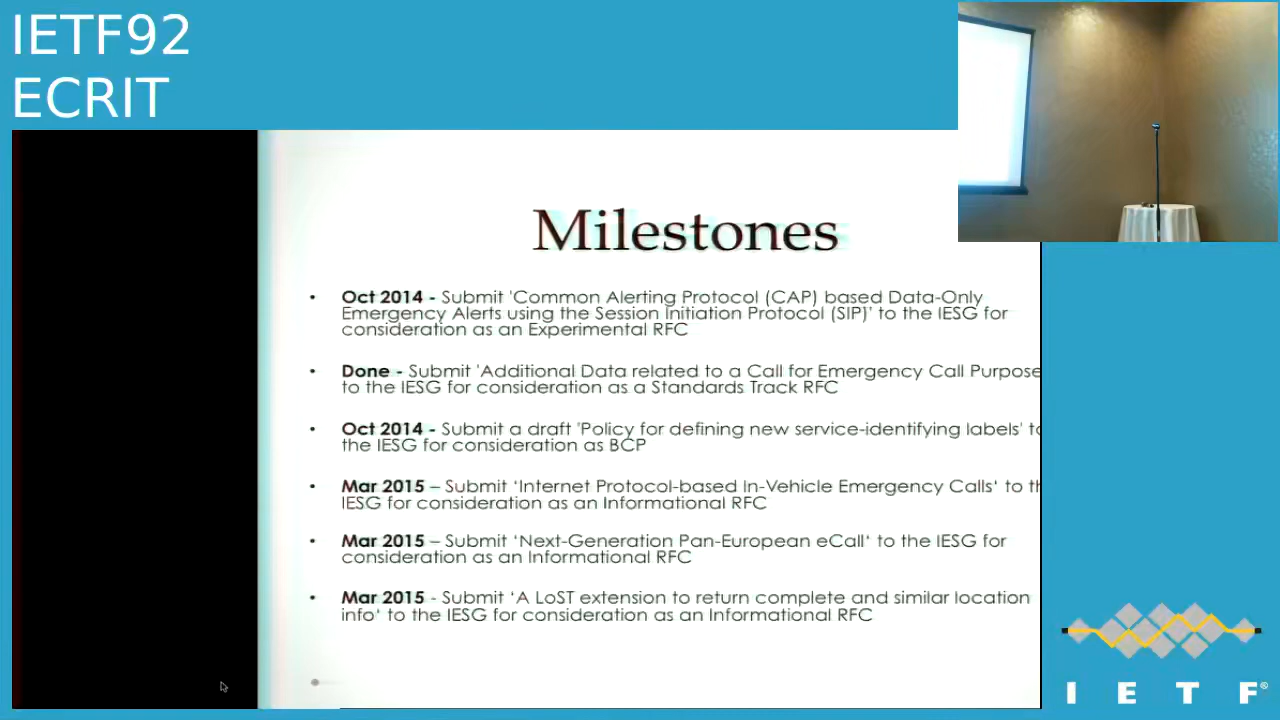 IETF92
ECRIT
Milestones
• Oct 2014 - Submit 'Common Alerting Protocol (CAP) based Data-Only
Emergency Alerts using the Session Initiation Protocol (SIP)' to the IESG for
consideration as an Experimental RFC
• Done - Submit 'Additional Data related to a Call for Emergency Call Purpose
to the IESG for consideration as a Standards Track RFC
• Oct 2014 - Submit a draft 'Policy for defining new service-identifying labels' to
the IESG for consideration as BCP
• Mar 2015 – Submit ‘Internet Protocol-based In-Vehicle Emergency Calls‘ to th
IESG for consideration as an Informational RFC
• Mar 2015 – Submit ‘Next-Generation Pan-European eCall‘ to the IESG for
consideration as an Informational RFC
• Mar 2015 - Submit ‘A LoST extension to return complete and similar location
info‘ to the IESG for consideration as an Informational RFC
I E T F®